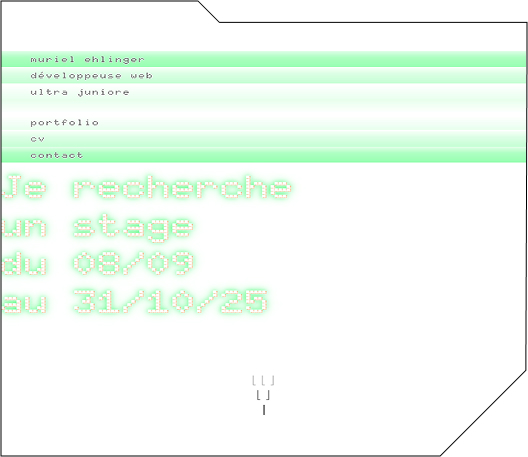 muriel ehlinger
développeuse web
ultra juniore
portfolio
cv
contact
Je recherche
un stage
du 08/09
au 31/10/25